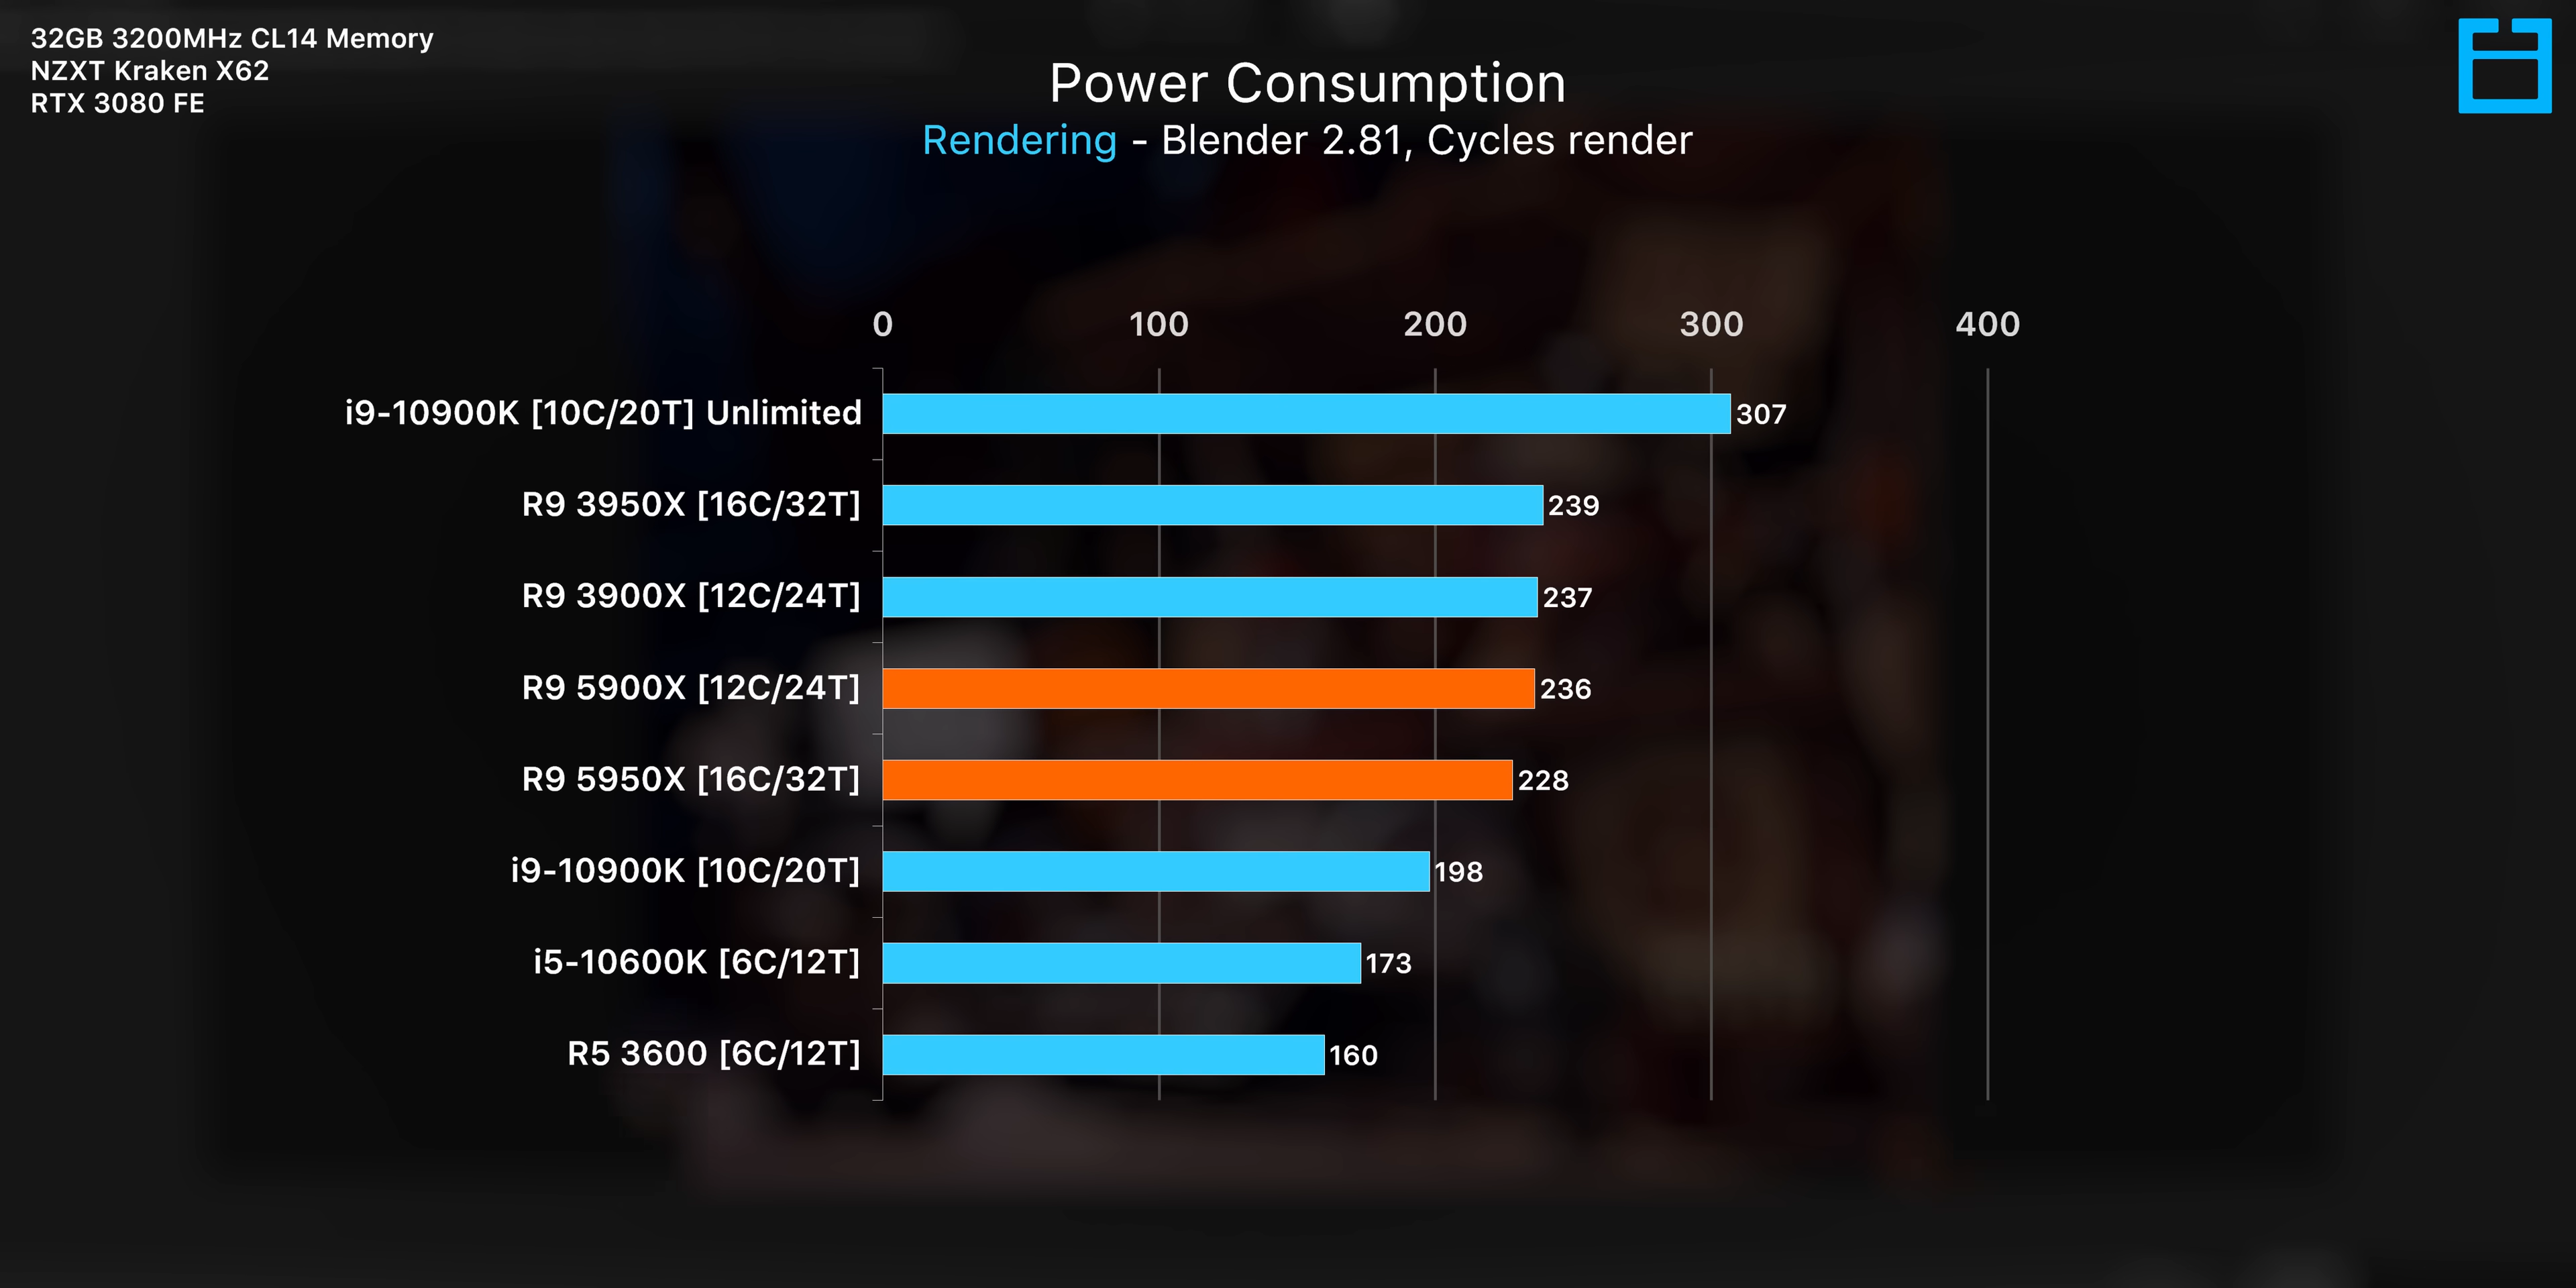 32GB 3200MHz CL14 Memory
NZXT Kraken X62
RTX 3080 FE
Power Consumption
Rendering - Blender 2.81, Cycles render
0 100 200 300 400
i9-10900K [10C/20T] Unlimited 307
R9 3950X [16C/32T] 239
R9 3900X [12C/24T] 237
R9 5900X [12C/24T] 236
R9 5950X [16C/32T] 228
i9-10900K [10C/20T] 198
i5-10600K [6C/12T] 173
R5 3600 [6C/12T] 160